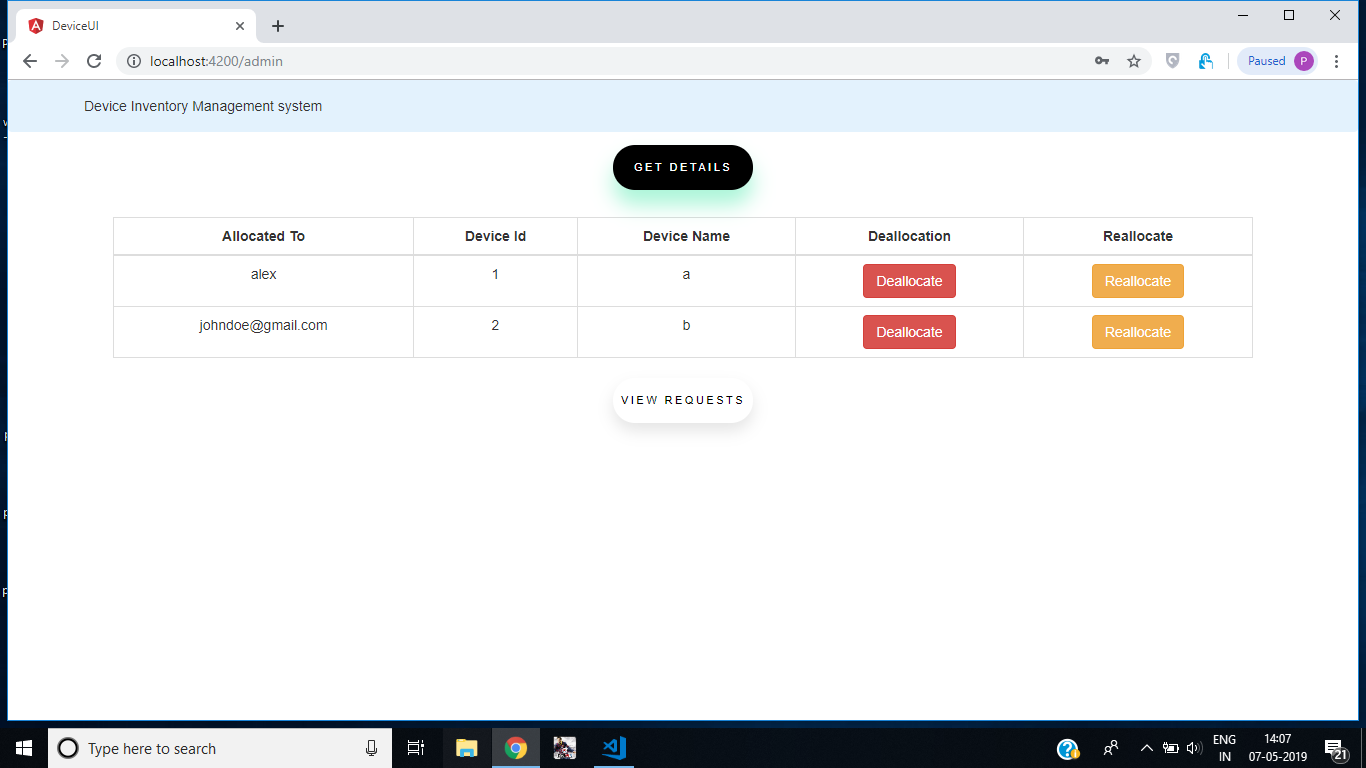 DeviceUI
localhost:4200/admin
Paused P
Device Inventory Management system
GET DETAILS
Allocated To Device Id Device Name Deallocation Reallocate
alex 1 a Deallocate Reallocate
johndoe@gmail.com 2 b Deallocate Reallocate
VIEW REQUESTS
Type here to search
ENG 14:07
IN 07-05-2019 21